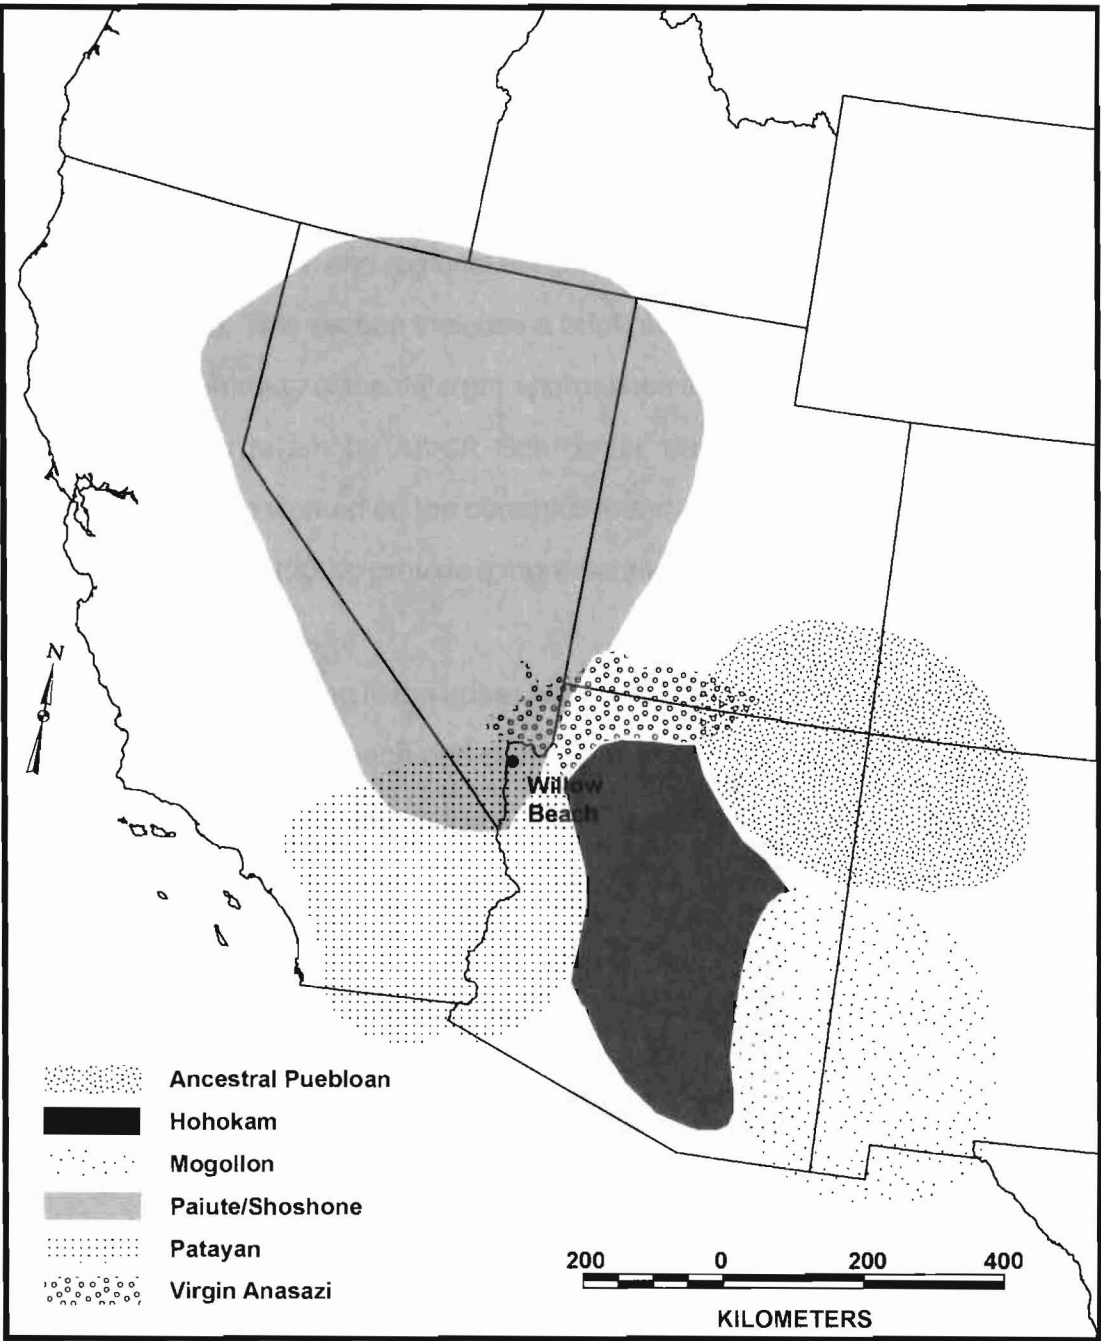 N
Willow
Beach
Ancestral Puebloan
Hohokam
Mogollon
Paiute/Shoshone
Patayan
Virgin Anasazi
200 0 200 400
KILOMETERS